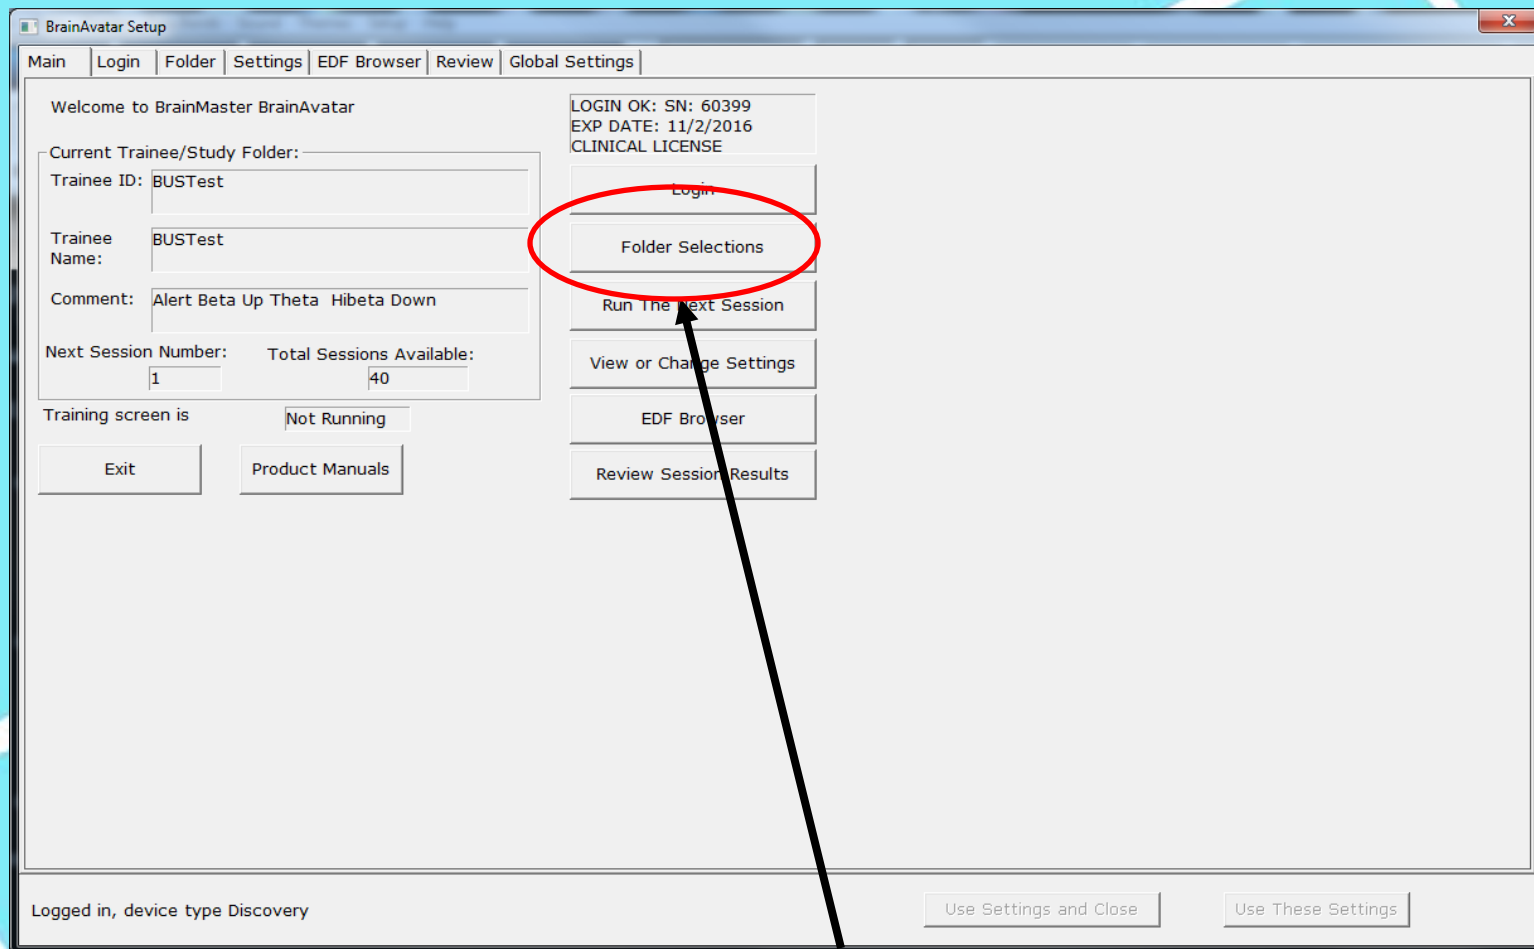 BrainAvatar Setup
Main Login Folder Settings EDF Browser Review Global Settings
Welcome to BrainMaster BrainAvatar
Current Trainee/Study Folder:
Trainee ID: BUSTest
Trainee Name: BUSTest
Comment: Alert Beta Up Theta Hibeta Down
Next Session Number: Total Sessions Available:
1 40
Training screen is Not Running
Exit Product Manuals
LOGIN OK: SN: 60399
EXP DATE: 11/2/2016
CLINICAL LICENSE
Login
Folder Selections
Run The Next Session
View or Change Settings
EDF Browser
Review Session Results
Logged in, device type Discovery
Use Settings and Close Use These Settings